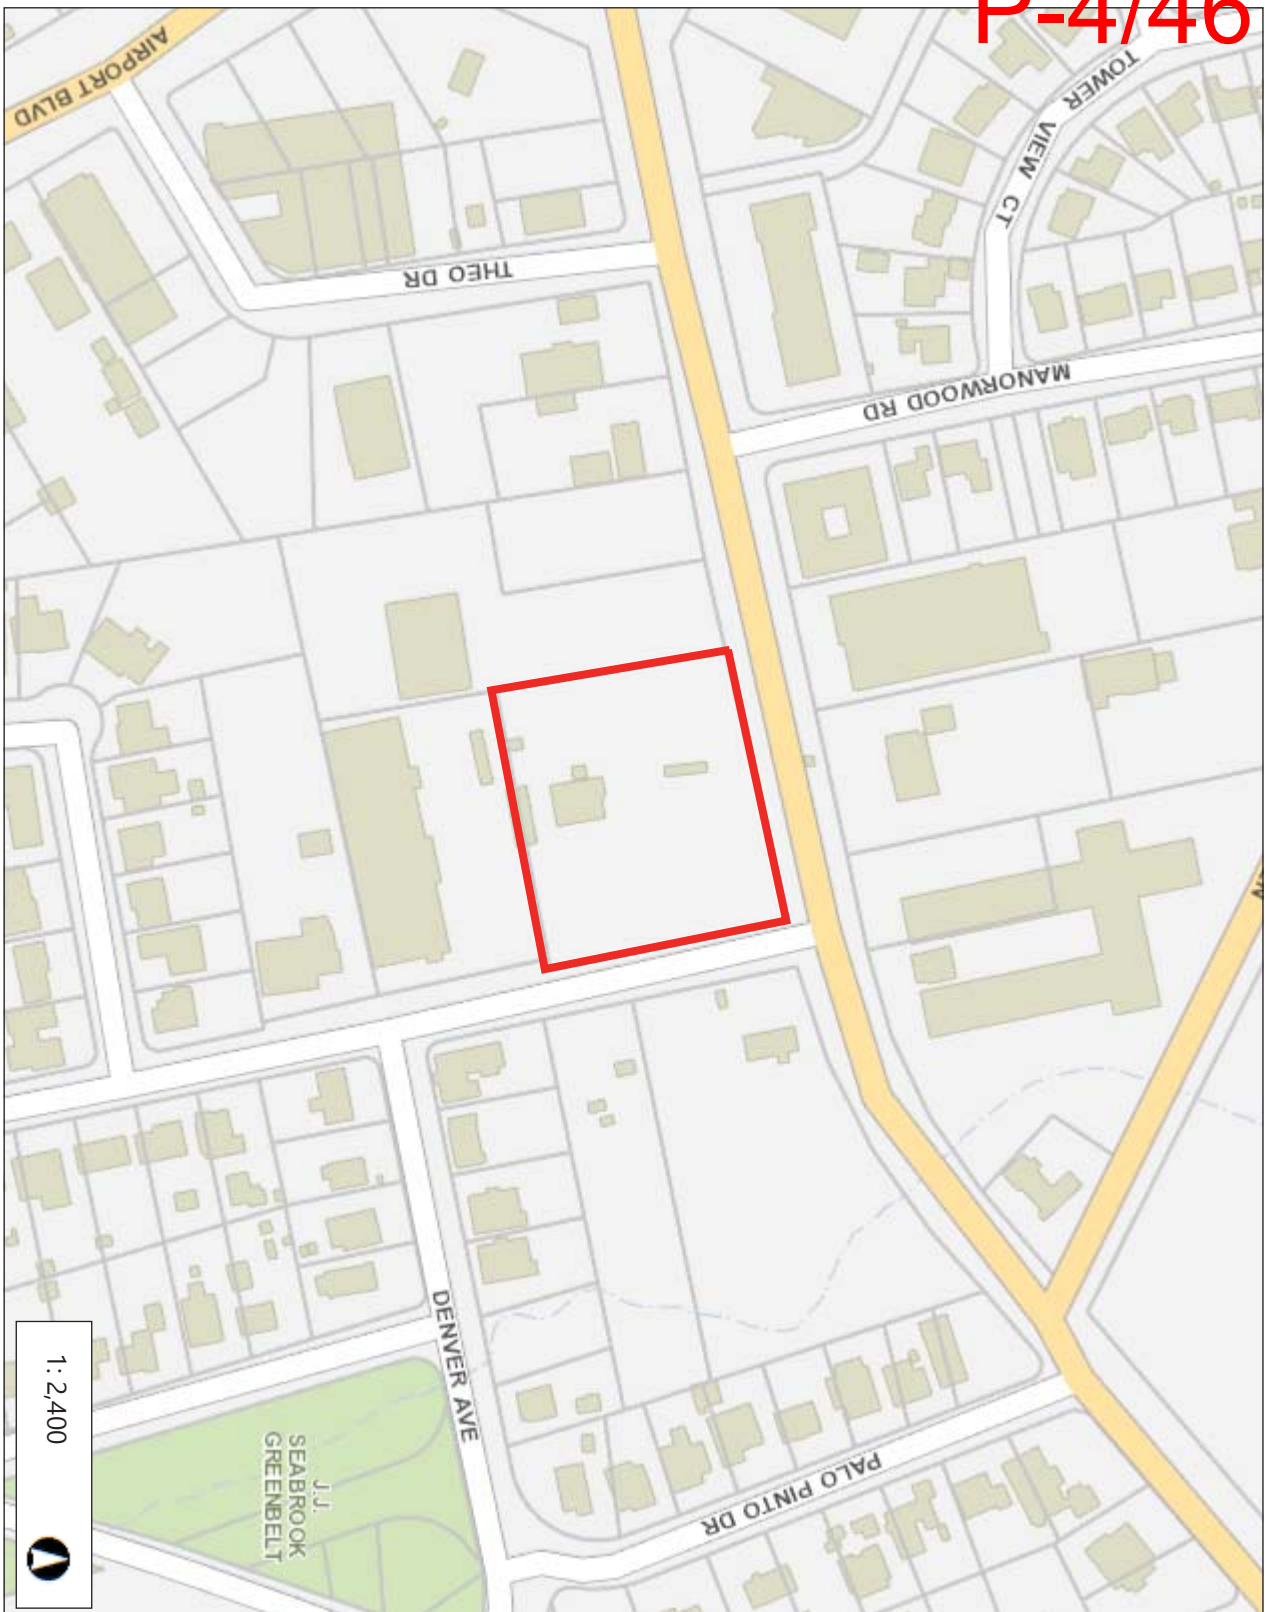 P-4/46
AIRPORT BLVD
TOWER VIEW CT
THEO DR
MANORWOOD RD
DENVER AVE
PALO PINTO DR
J.J.
SEABROOK
GREENBELT
1: 2,400